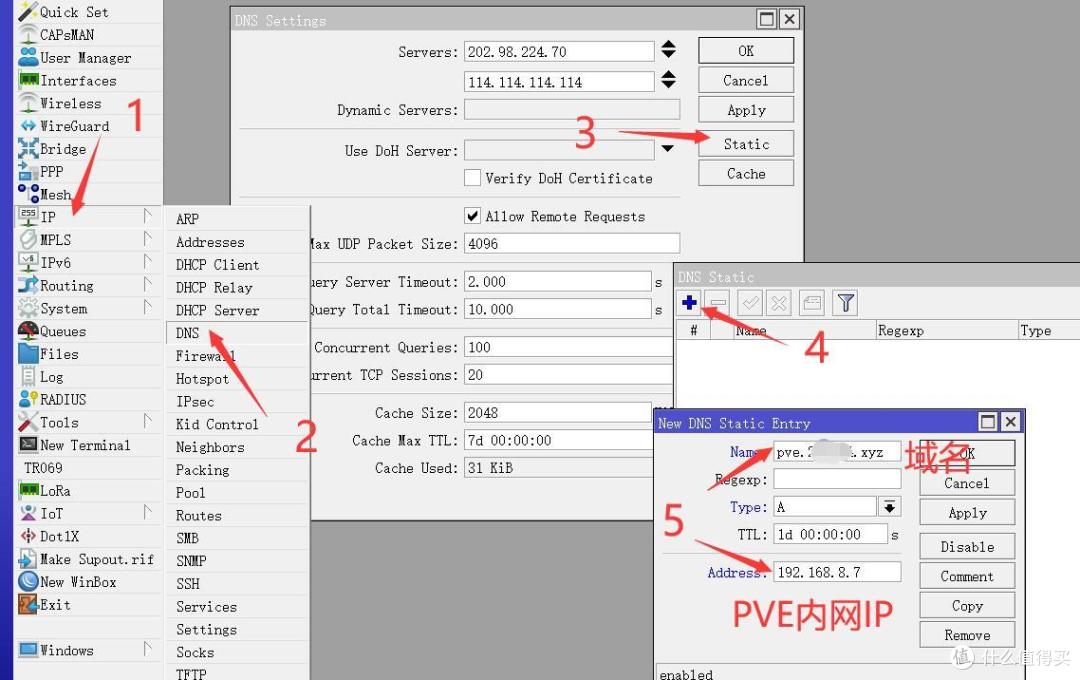 Quick Set
CAPsMAN
User Manager
Interfaces
Wireless
WireGuard
Bridge
PPP
Mesh
IP
MPLS
IPv6
Routing
System
Queues
Files
Log
RADIUS
Tools
New Terminal
TR069
LoRa
IoT
Dot1X
Make Supout.rif
New WinBox
Exit
Windows
1
ARP
Addresses
DHCP Client
DHCP Relay
DHCP Server
DNS
Firewall
Hotspot
IPsec
Kid Control
Neighbors
Packing
Pool
Routes
SMB
SNMP
SSH
Services
Settings
Socks
TFTP
2
DNS Settings
Servers: 202.98.224.70
114.114.114.114
Dynamic Servers:
Use DoH Server:
Verify DoH Certificate
Allow Remote Requests
Max UDP Packet Size: 4096
uery Server Timeout: 2.000 s
Query Total Timeout: 10.000 s
Concurrent Queries: 100
urrent TCP Sessions: 20
Cache Size: 2048
Cache Max TTL: 7d 00:00:00
Cache Used: 31 KiB
OK
Cancel
Apply
Static
Cache
3
DNS Static
# Name Regexp Type
4
New DNS Static Entry
Name: pve.2 .xyz
域名
Regexp:
Type: A
TTL: 1d 00:00:00 s
Address: 192.168.8.7
5
PVE内网IP
OK
Cancel
Apply
Disable
Comment
Copy
Remove
enabled
值 什么值得买